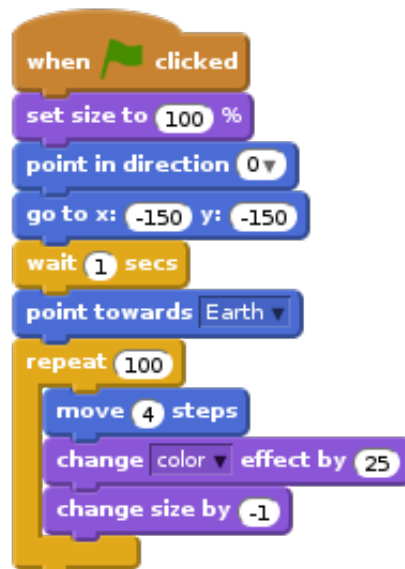 when clicked
set size to 100 %
point in direction 0
go to x: -150 y: -150
wait 1 secs
point towards Earth
repeat 100
move 4 steps
change color effect by 25
change size by -1